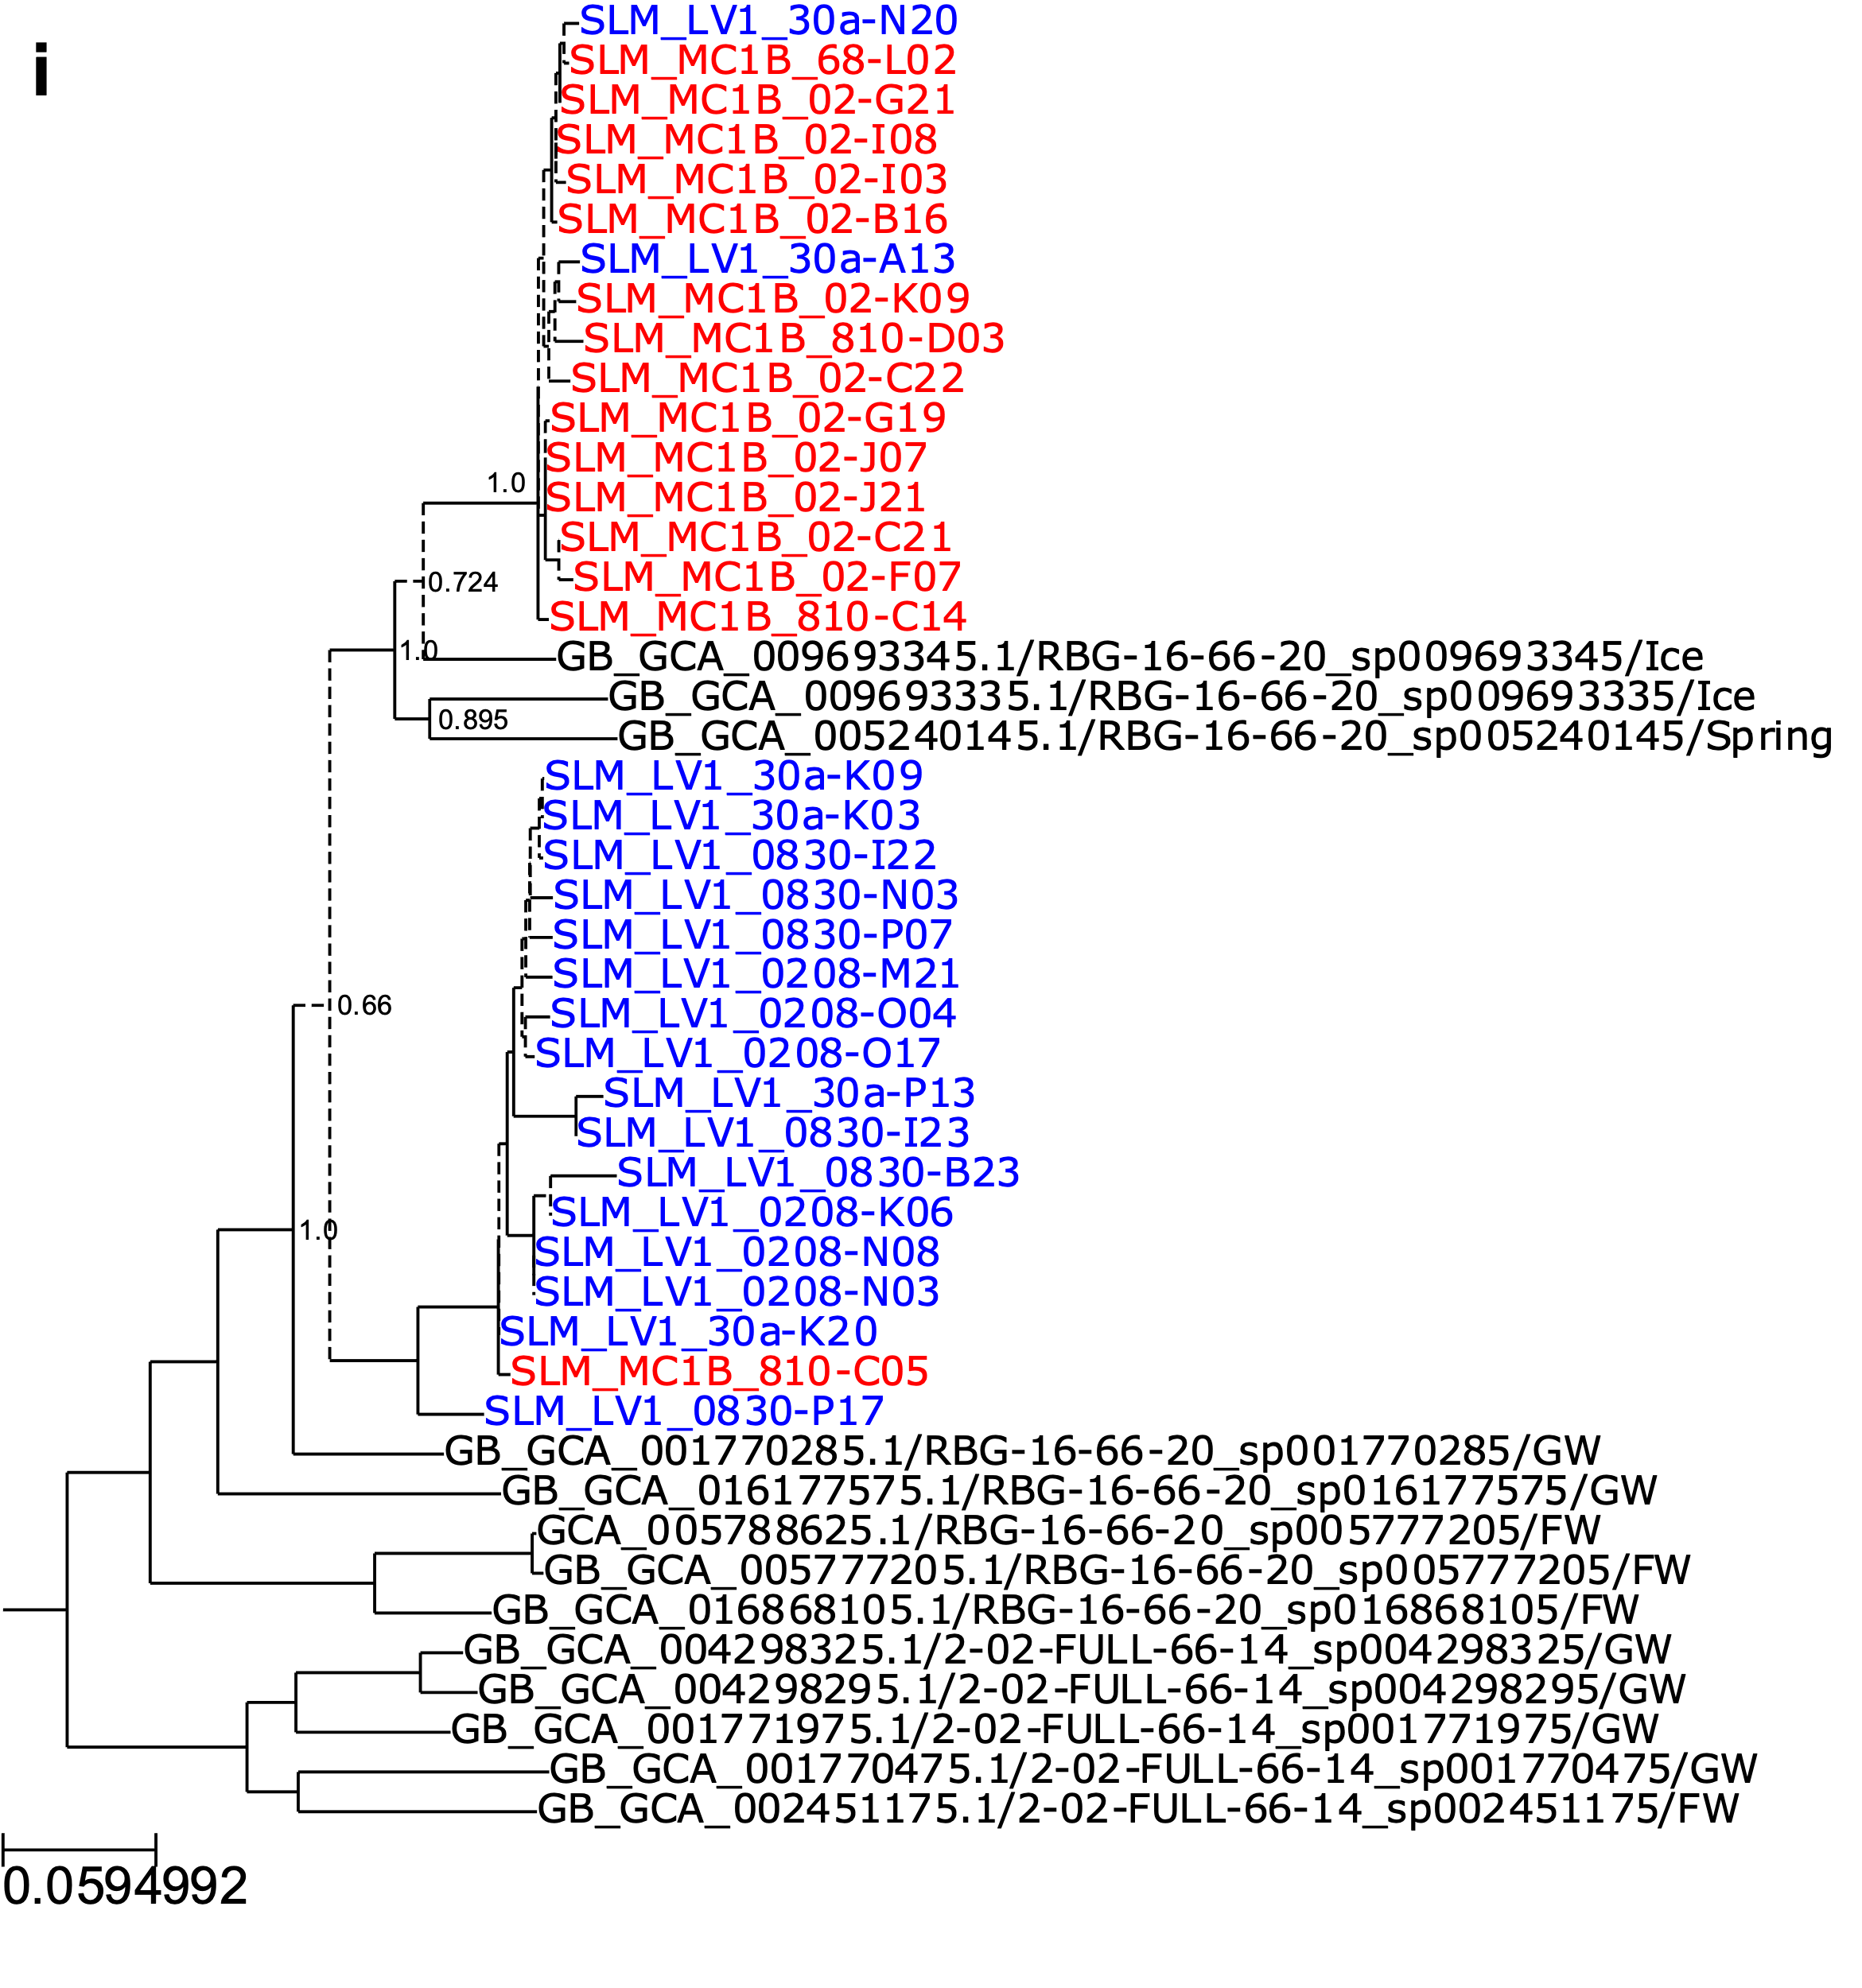 i
SLM_LV1_30a-N20
SLM_MC1B_68-L02
SLM_MC1B_02-G21
SLM_MC1B_02-I08
SLM_MC1B_02-I03
SLM_MC1B_02-B16
SLM_LV1_30a-A13
SLM_MC1B_02-K09
SLM_MC1B_810-D03
SLM_MC1B_02-C22
SLM_MC1B_02-G19
SLM_MC1B_02-J07
1.0
SLM_MC1B_02-J21
SLM_MC1B_02-C21
SLM_MC1B_02-F07
0.724
SLM_MC1B_810-C14
1.0
GB_GCA_009693345.1/RBG-16-66-20_sp009693345/Ice
GB_GCA_009693335.1/RBG-16-66-20_sp009693335/Ice
0.895
GB_GCA_005240145.1/RBG-16-66-20_sp005240145/Spring
SLM_LV1_30a-K09
SLM_LV1_30a-K03
SLM_LV1_0830-I22
SLM_LV1_0830-N03
SLM_LV1_0830-P07
SLM_LV1_0208-M21
0.66
SLM_LV1_0208-O04
SLM_LV1_0208-O17
SLM_LV1_30a-P13
SLM_LV1_0830-I23
SLM_LV1_0830-B23
SLM_LV1_0208-K06
1.0
SLM_LV1_0208-N08
SLM_LV1_0208-N03
SLM_LV1_30a-K20
SLM_MC1B_810-C05
SLM_LV1_0830-P17
GB_GCA_001770285.1/RBG-16-66-20_sp001770285/GW
GB_GCA_016177575.1/RBG-16-66-20_sp016177575/GW
GCA_005788625.1/RBG-16-66-20_sp005777205/FW
GB_GCA_005777205.1/RBG-16-66-20_sp005777205/FW
GB_GCA_016868105.1/RBG-16-66-20_sp016868105/FW
GB_GCA_004298325.1/2-02-FULL-66-14_sp004298325/GW
GB_GCA_004298295.1/2-02-FULL-66-14_sp004298295/GW
GB_GCA_001771975.1/2-02-FULL-66-14_sp001771975/GW
GB_GCA_001770475.1/2-02-FULL-66-14_sp001770475/GW
GB_GCA_002451175.1/2-02-FULL-66-14_sp002451175/FW
0.0594992